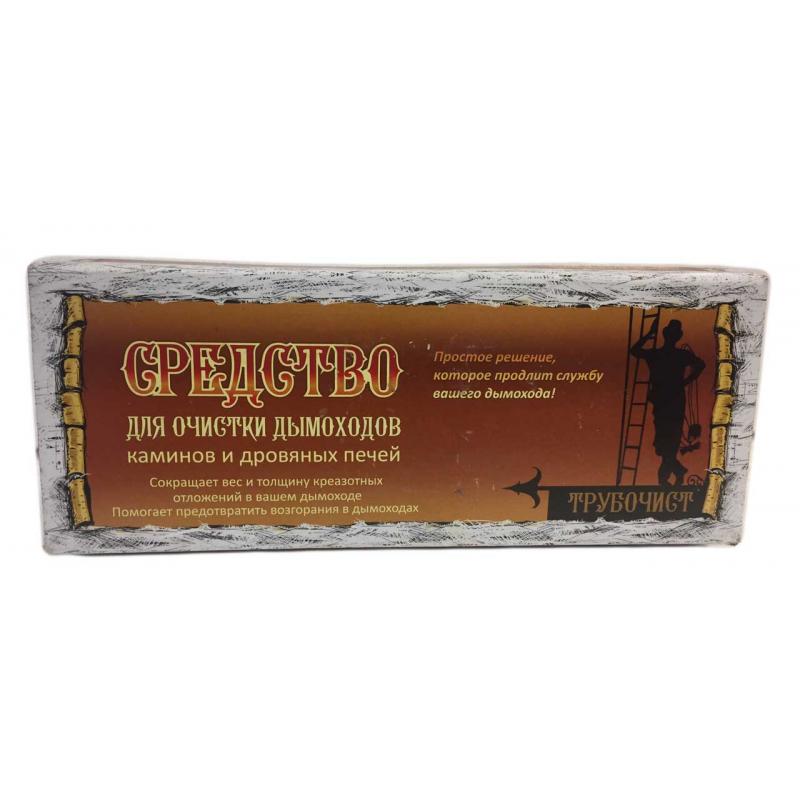 СРЕДСТВО
ДЛЯ ОЧИСТКИ ДЫМОХОДОВ
каминов и дровяных печей
Сокращает вес и толщину креазотных
отложений в вашем дымоходе
Помогает предотвратить возгорания в дымоходах
Простое решение,
которое продлит службу
вашего дымохода!
ТРУБОЧИСТ